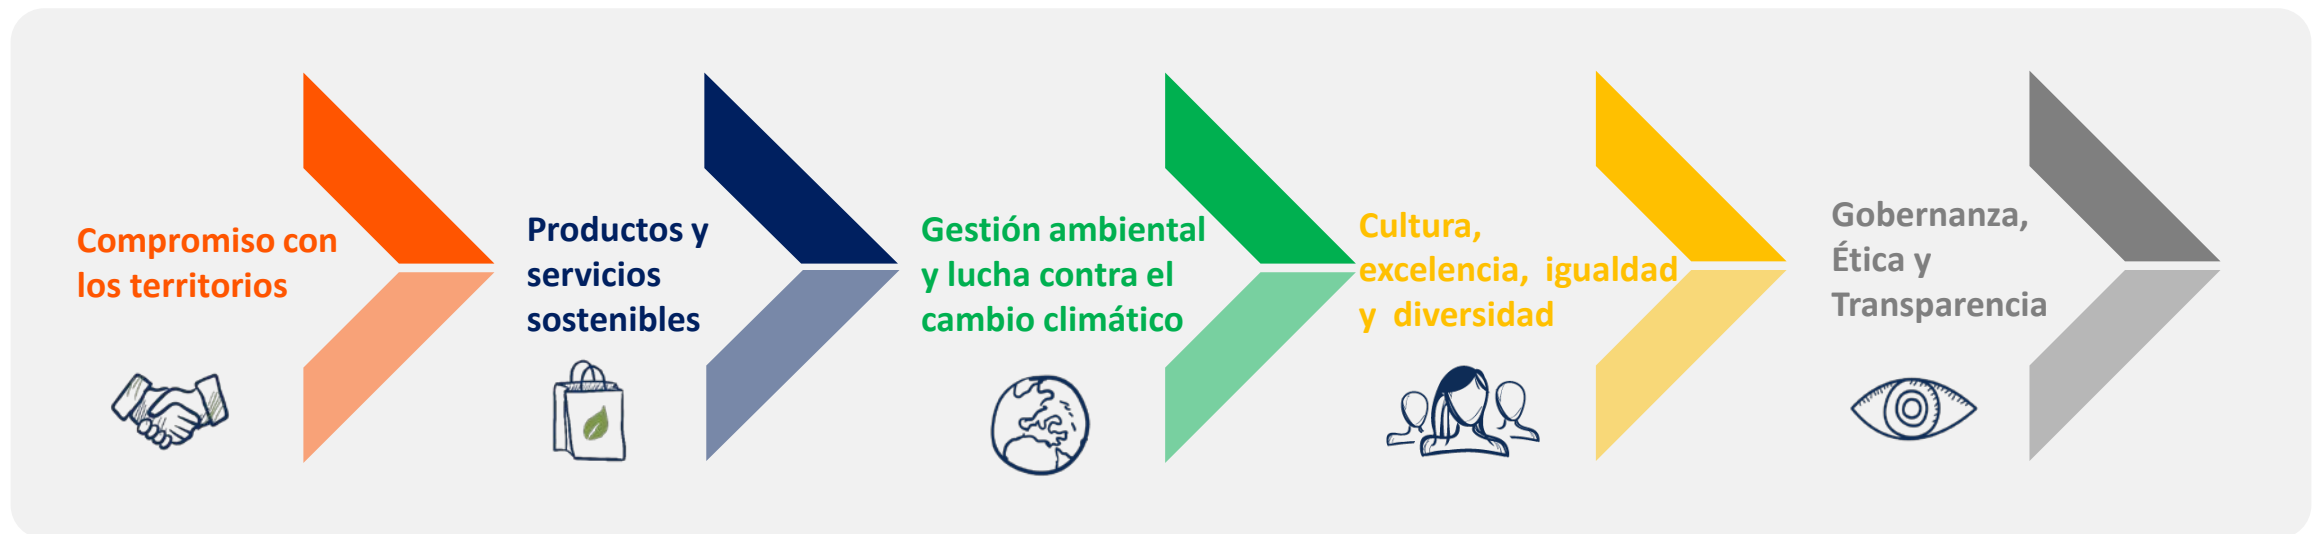 Compromiso con
los territorios
Productos y
servicios
sostenibles
Gestión ambiental
y lucha contra el
cambio climático
Cultura,
excelencia, igualdad
y diversidad
Gobernanza,
Ética y
Transparencia